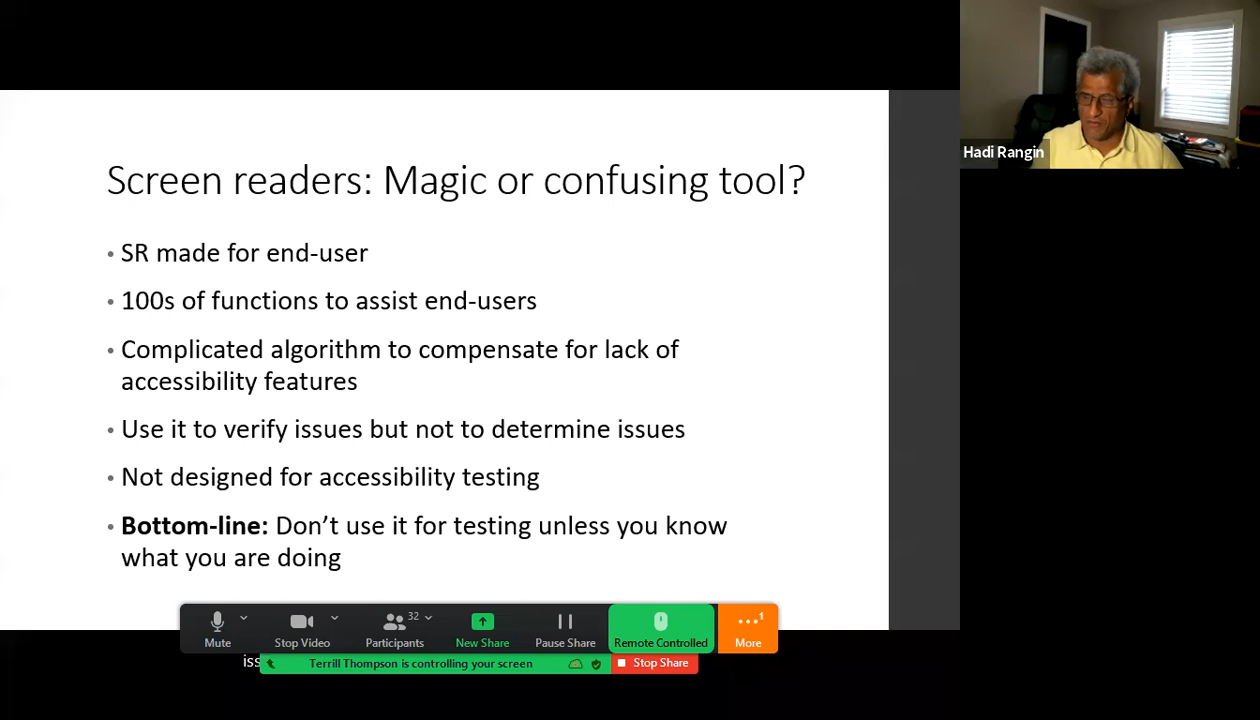 Hadi Rangin
Screen readers: Magic or confusing tool?
• SR made for end-user
• 100s of functions to assist end-users
• Complicated algorithm to compensate for lack of
accessibility features
• Use it to verify issues but not to determine issues
• Not designed for accessibility testing
• Bottom-line: Don’t use it for testing unless you know
what you are doing
32
1
Mute
Stop Video
Participants
New Share
Pause Share
Remote Controlled
More
iss
Terrill Thompson is controlling your screen
Stop Share